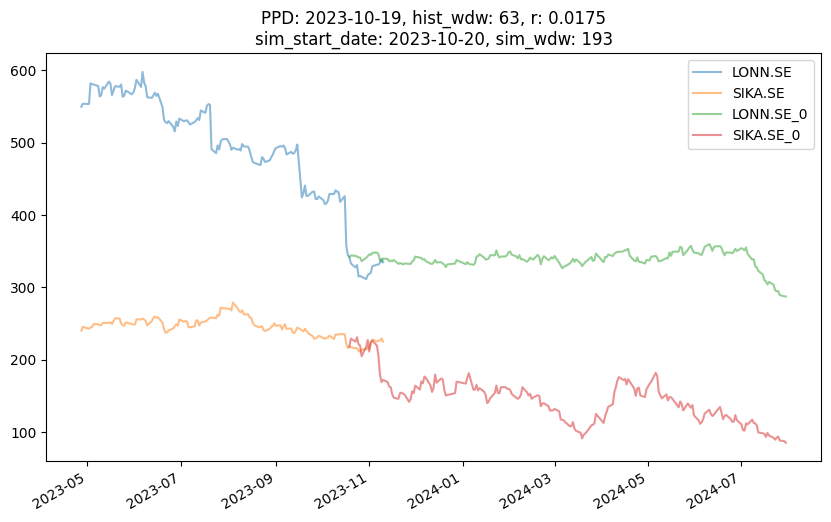 PPD: 2023-10-19, hist_wdw: 63, r: 0.0175
sim_start_date: 2023-10-20, sim_wdw: 193
LONN.SE
SIKA.SE
LONN.SE_0
SIKA.SE_0
600
500
400
300
200
100
2023-05
2023-07
2023-09
2023-11
2024-01
2024-03
2024-05
2024-07